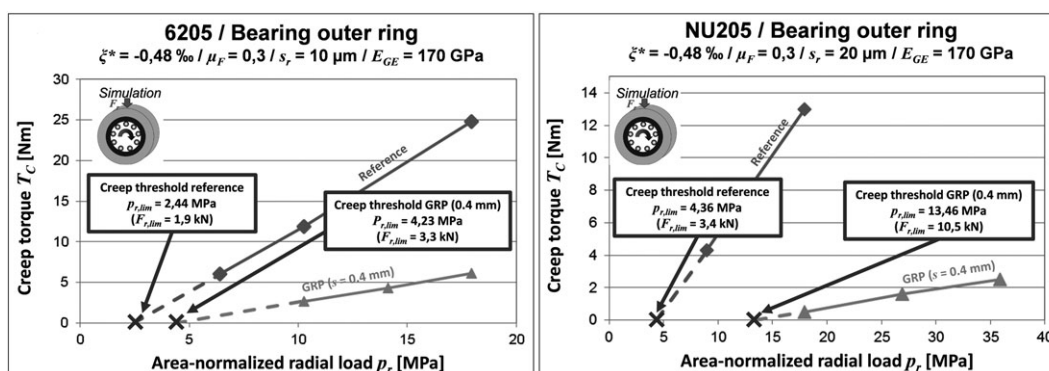 6205 / Bearing outer ring
ξ* = -0,48 ‰ / μF = 0,3 / sr = 10 μm / EGE = 170 GPa
30
25
20
15
10
5
0
Creep torque TC [Nm]
Simulation
F
Reference
Creep threshold reference
pr,lim = 2,44 MPa
(Fr,lim = 1,9 kN)
Creep threshold GRP (0.4 mm)
Pr,lim = 4,23 MPa
(Fr,lim = 3,3 kN)
GRP (s = 0.4 mm)
0 5 10 15 20
Area-normalized radial load pr [MPa]
NU205 / Bearing outer ring
ξ* = -0,48 ‰ / μF = 0,3 / sr = 20 μm / EGE = 170 GPa
14
12
10
8
6
4
2
0
Creep torque TC [Nm]
Simulation
F
Reference
Creep threshold reference
pr,lim = 4,36 MPa
(Fr,lim = 3,4 kN)
Creep threshold GRP (0.4 mm)
pr,lim = 13,46 MPa
(Fr,lim = 10,5 kN)
GRP (s = 0.4 mm)
0 5 10 15 20 25 30 35 40
Area-normalized radial load pr [MPa]